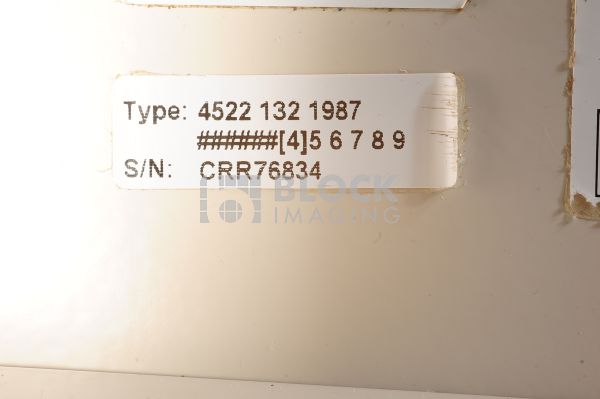 Type: 4522 132 1987
######[4]5 6 7 8 9
S/N: CRR76834
BLOCK
IMAGING